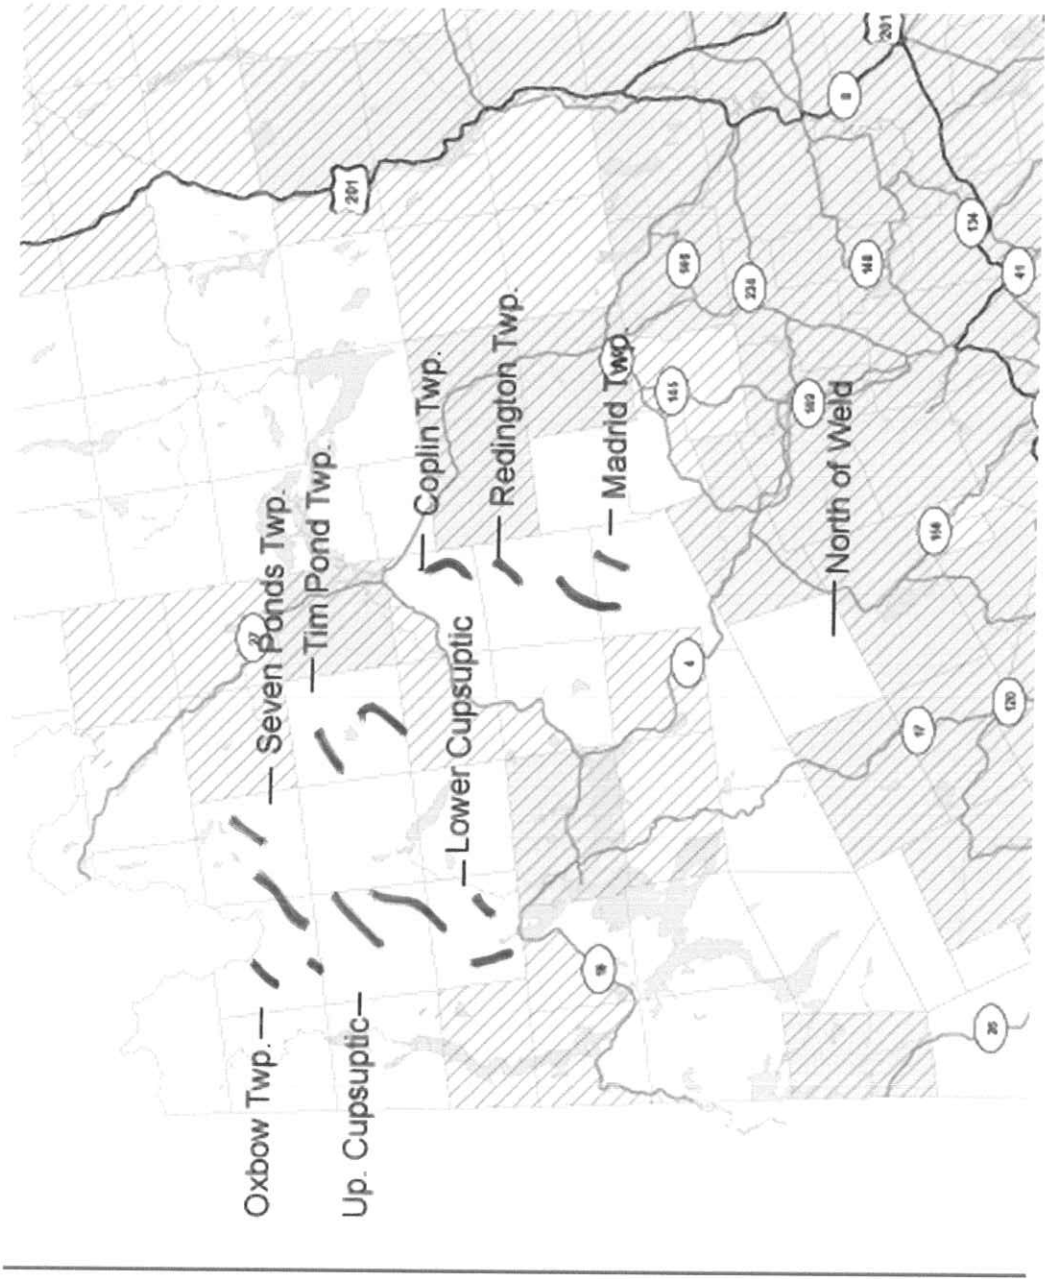 Oxbow Twp.
Seven Ponds Twp.
Tim Pond Twp.
Up. Cupsuptic
Coplin Twp.
Lower Cupsuptic
Redington Twp.
Madrid Twp.
North of Weld
27
201
201
8
234
148
134
41
145
156
4
17
120
16
26